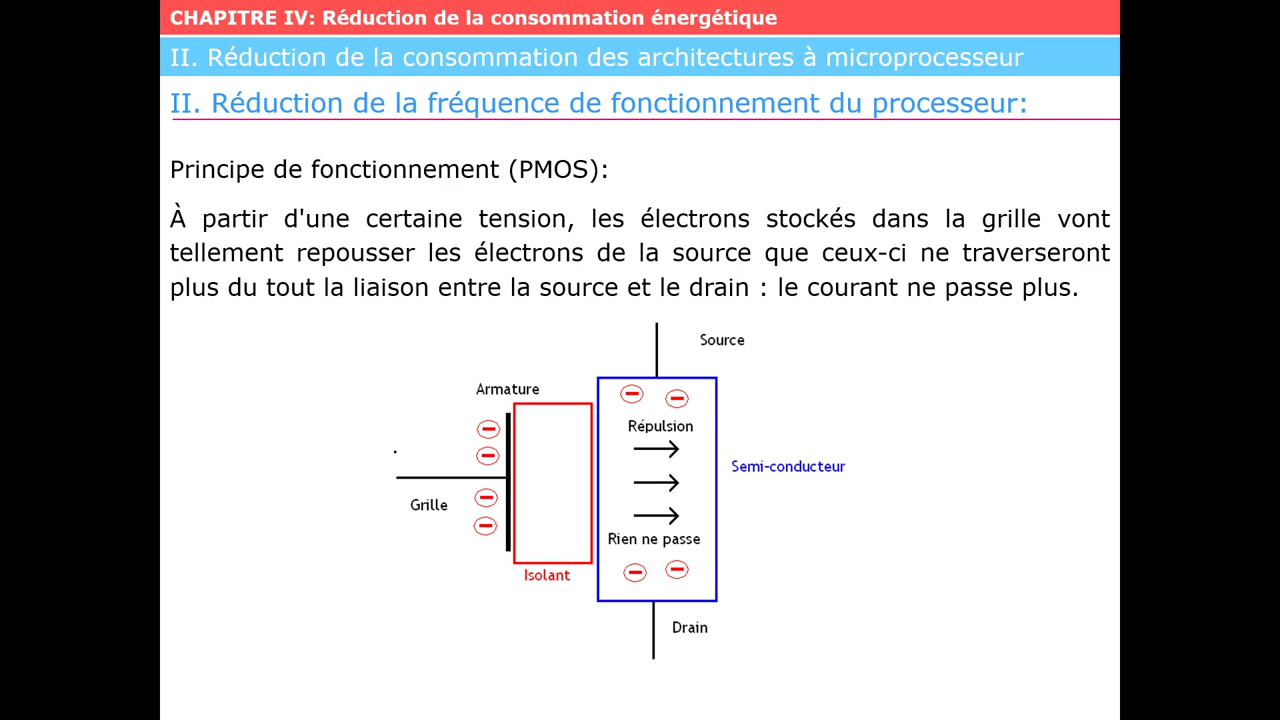 CHAPITRE IV: Réduction de la consommation énergétique
II. Réduction de la consommation des architectures à microprocesseur
II. Réduction de la fréquence de fonctionnement du processeur:
Principe de fonctionnement (PMOS):
À partir d'une certaine tension, les électrons stockés dans la grille vont
tellement repousser les électrons de la source que ceux-ci ne traverseront
plus du tout la liaison entre la source et le drain : le courant ne passe plus.
Source
Armature
Répulsion
Semi-conducteur
Grille
Rien ne passe
Isolant
Drain